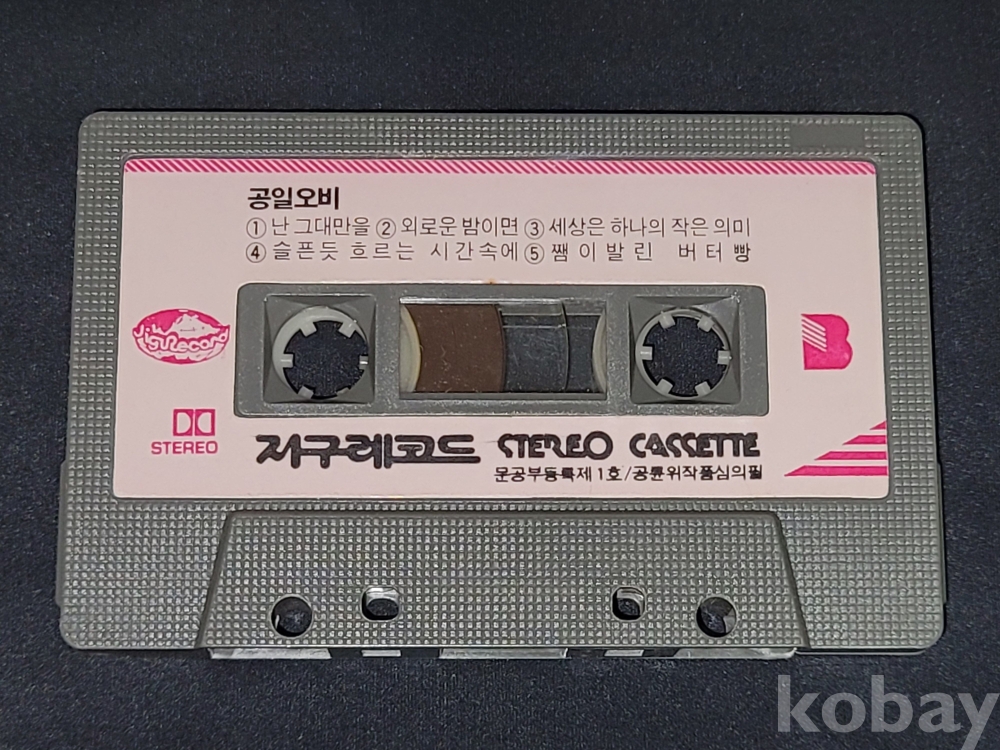 공일오비
① 난 그대만을 ② 외로운 밤이면 ③ 세상은 하나의 작은 의미
④ 슬픈듯 흐르는 시간속에 ⑤ 쨈이발린 버터빵
Jigu Record
B
STEREO
지구레코드 STEREO CASSETTE
문공부등록제 1호/공륜위작품심의필
kobay